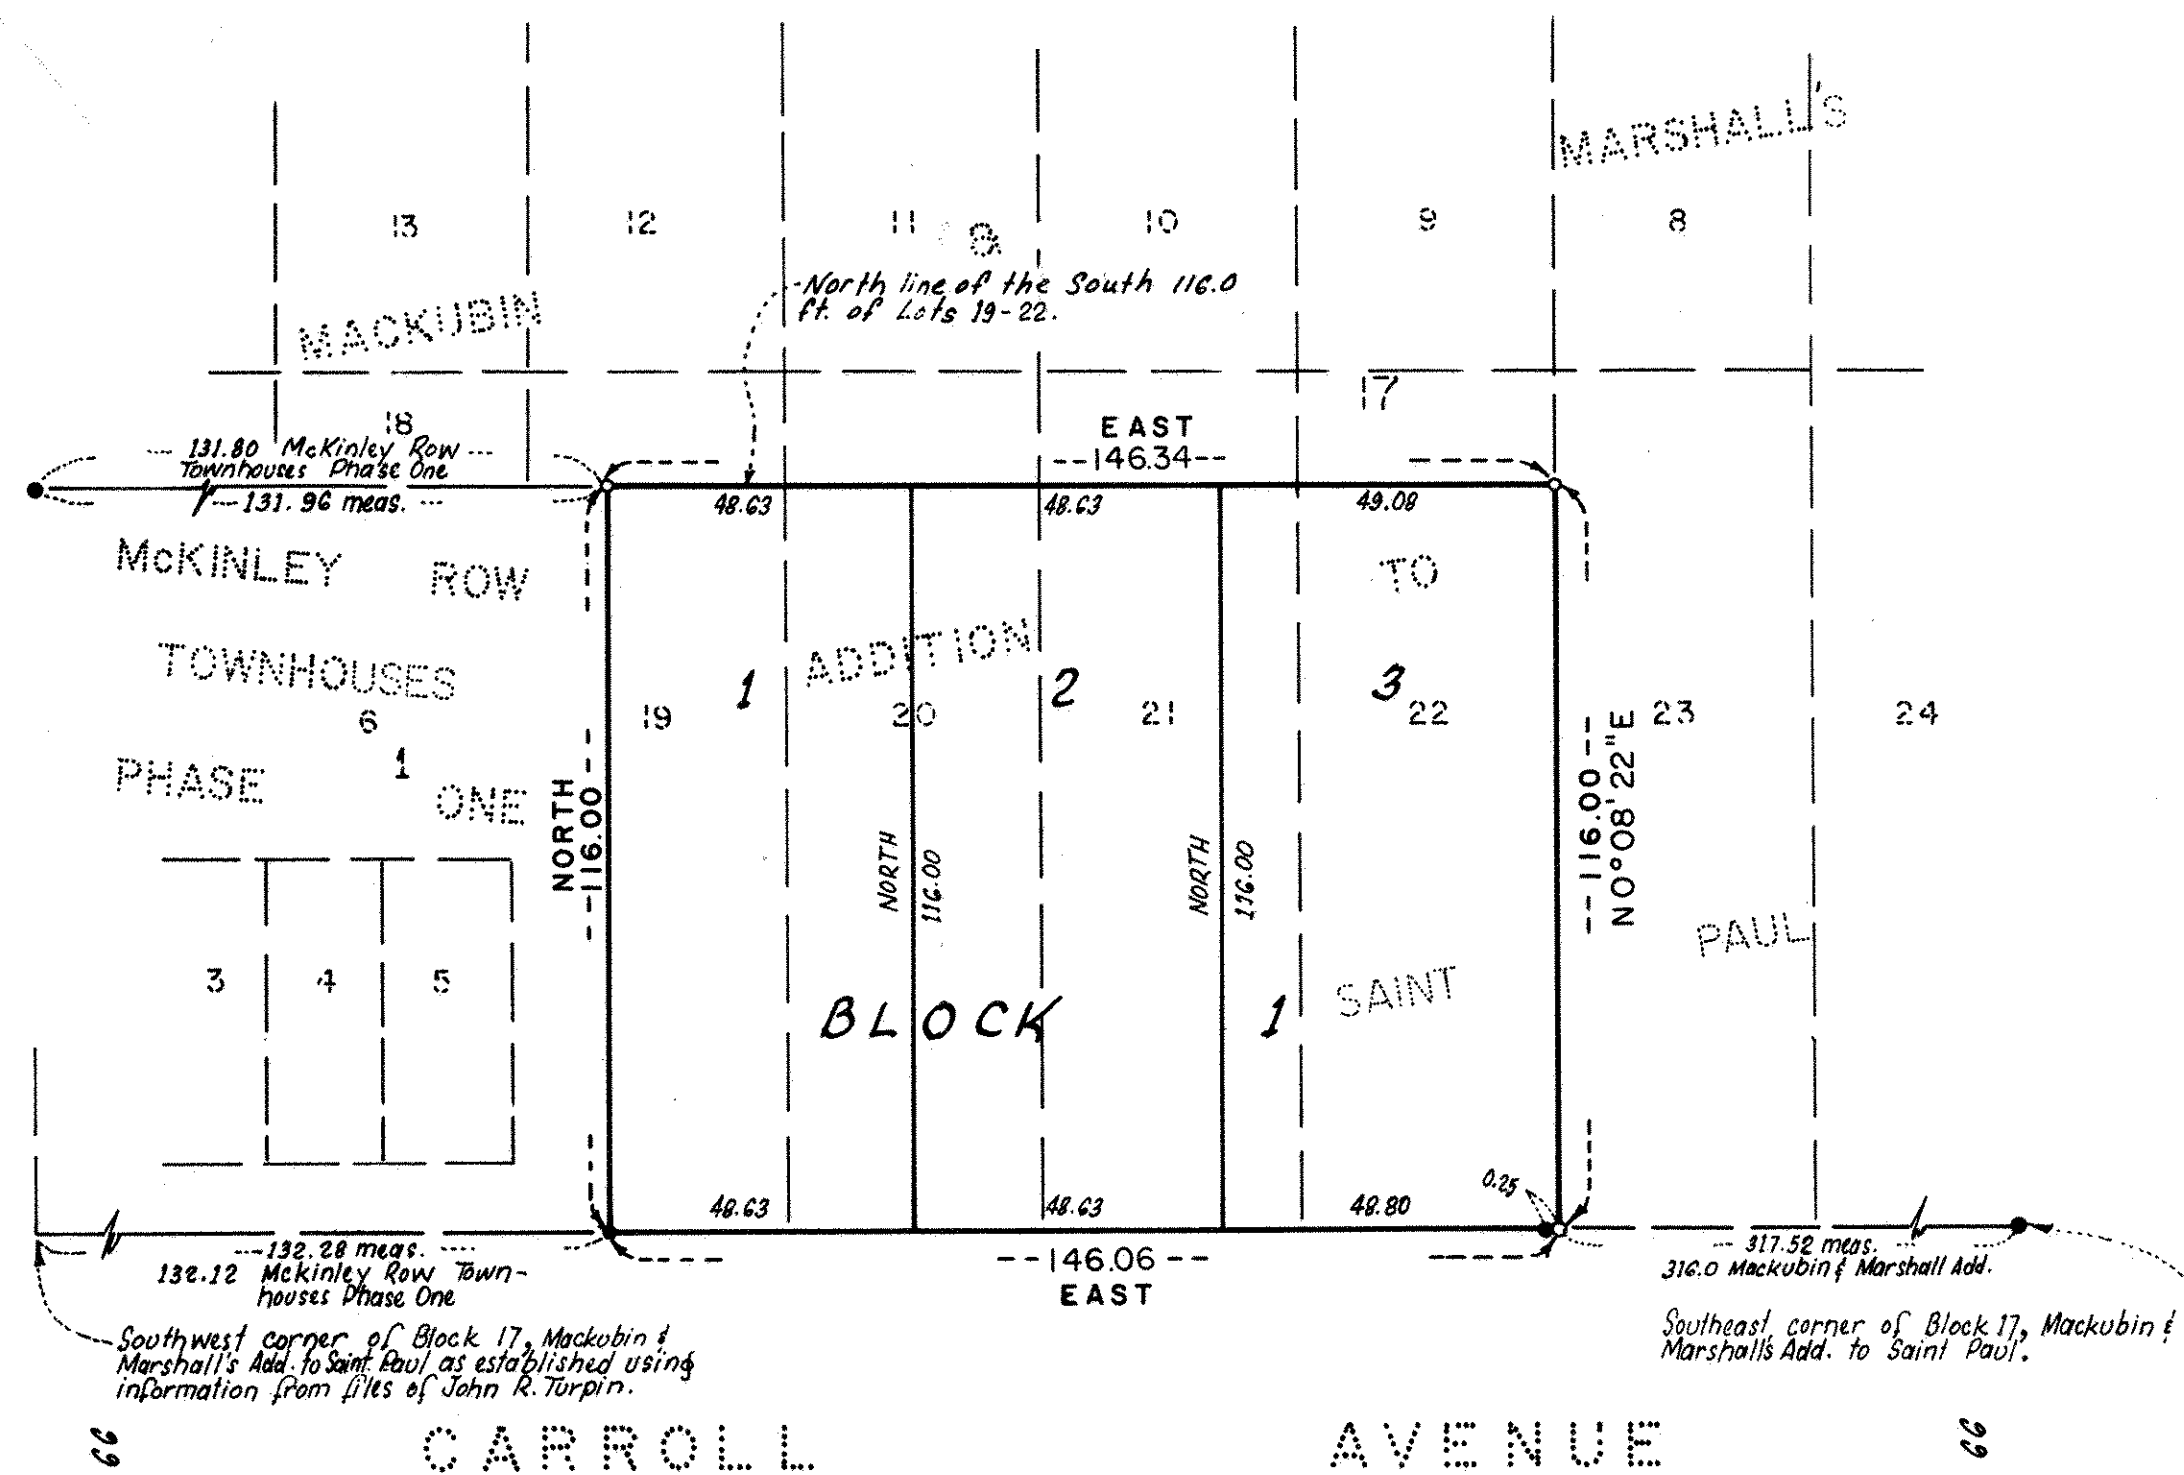 MARSHALL'S
13
12
11
&
10
9
8
North line of the South 116.0
ft. of Lots 19-22.
MACKUBIN
17
18
EAST
--146.34--
--- 131.80 McKinley Row ---
Townhouses Phase One
---131.96 meas. ---
48.63
48.63
49.08
McKINLEY ROW
TO
TOWNHOUSES
ADDITION
1
2
3
6
19
20
21
22
23
24
1
PHASE ONE
NORTH
--116.00--
NORTH
116.00
NORTH
116.00
--116.00--
N0°08'22"E
PAUL
3
4
5
SAINT
BLOCK 1
0.25
48.63
48.63
48.80
---132.28 meas. ----
132.12 Mckinley Row Town-
houses Phase One
--146.06--
EAST
--- 317.52 meas. ---
316.0 Mackubin & Marshall Add.
Southwest corner of Block 17, Mackubin &
Marshall's Add. to Saint Paul as established using
information from files of John R. Turpin.
Southeast corner of Block 17, Mackubin &
Marshall's Add. to Saint Paul.
66
CARROLL AVENUE
66